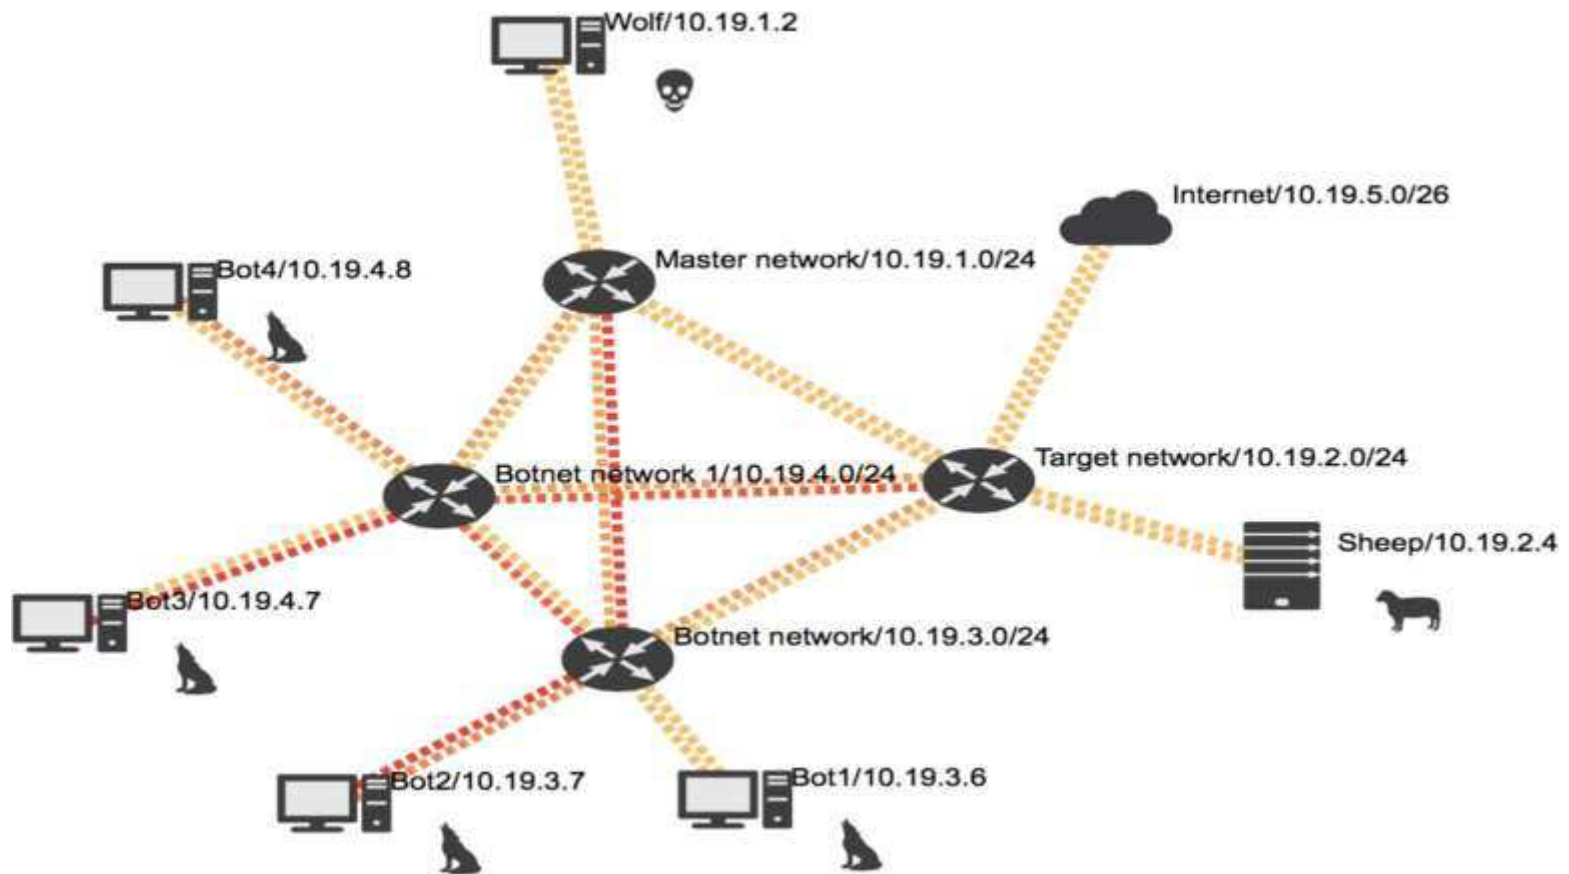 Wolf/10.19.1.2
Internet/10.19.5.0/26
Master network/10.19.1.0/24
Bot4/10.19.4.8
Target network/10.19.2.0/24
Botnet network 1/10.19.4.0/24
Sheep/10.19.2.4
Bot3/10.19.4.7
Botnet network/10.19.3.0/24
Bot2/10.19.3.7
Bot1/10.19.3.6